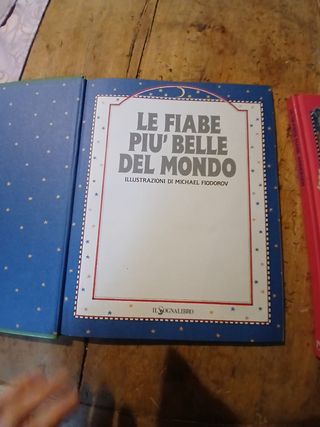 LE FIABE
PIU' BELLE
DEL MONDO
ILLUSTRAZIONI DI MICHAEL FIODOROV
IL SOGNALIBRO